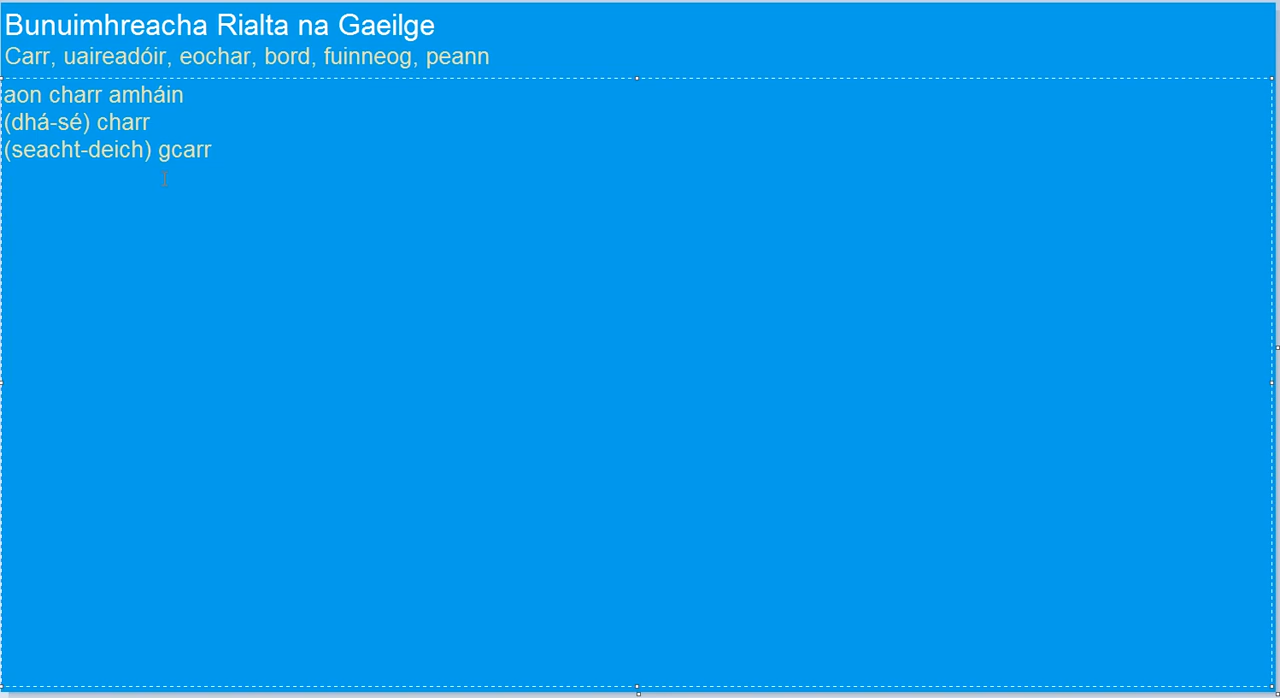 Bunuimhreacha Rialta na Gaeilge
Carr, uaireadóir, eochar, bord, fuinneog, peann
aon charr amháin
(dhá-sé) charr
(seacht-deich) gcarr